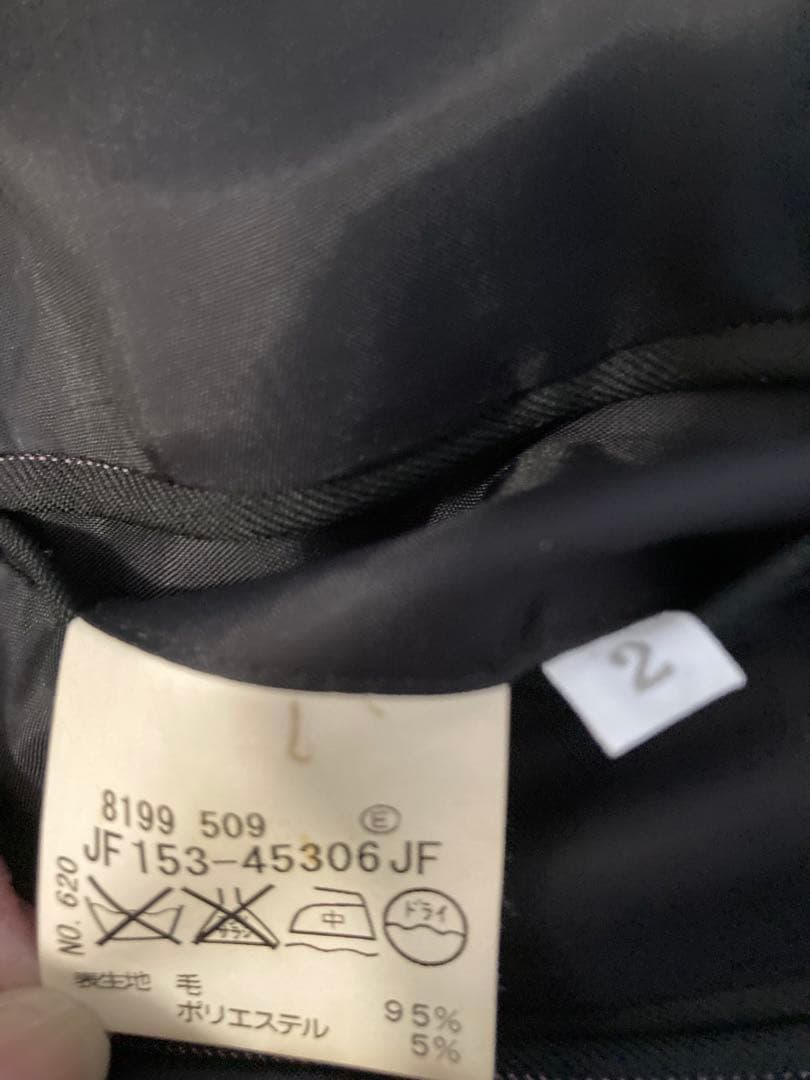 2
8199 509 Ⓔ
JF153-45306JF
NO. 620
中 ドライ
表生地 毛 95%
ポリエステル 5%